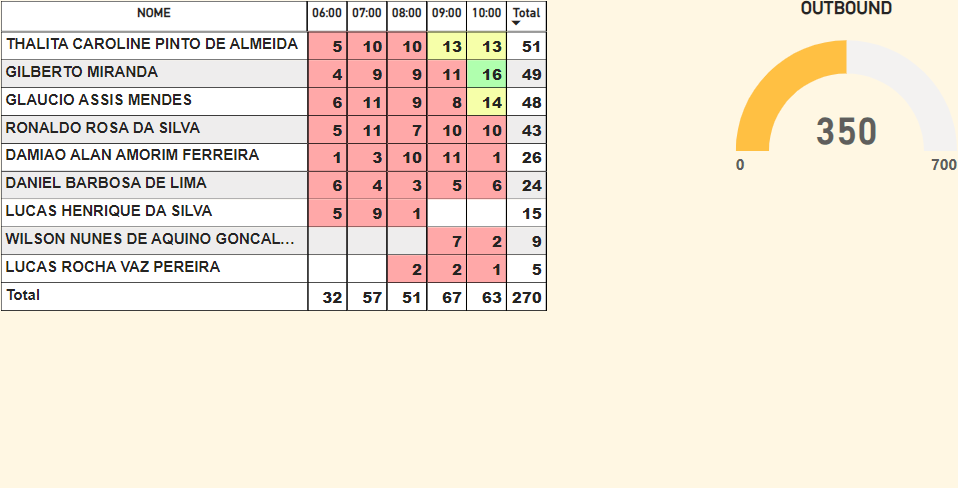 NOME 06:00 07:00 08:00 09:00 10:00 Total
THALITA CAROLINE PINTO DE ALMEIDA 5 10 10 13 13 51
GILBERTO MIRANDA 4 9 9 11 16 49
GLAUCIO ASSIS MENDES 6 11 9 8 14 48
RONALDO ROSA DA SILVA 5 11 7 10 10 43
DAMIAO ALAN AMORIM FERREIRA 1 3 10 11 1 26
DANIEL BARBOSA DE LIMA 6 4 3 5 6 24
LUCAS HENRIQUE DA SILVA 5 9 1 15
WILSON NUNES DE AQUINO GONCAL... 7 2 9
LUCAS ROCHA VAZ PEREIRA 2 2 1 5
Total 32 57 51 67 63 270
OUTBOUND
350
0 700